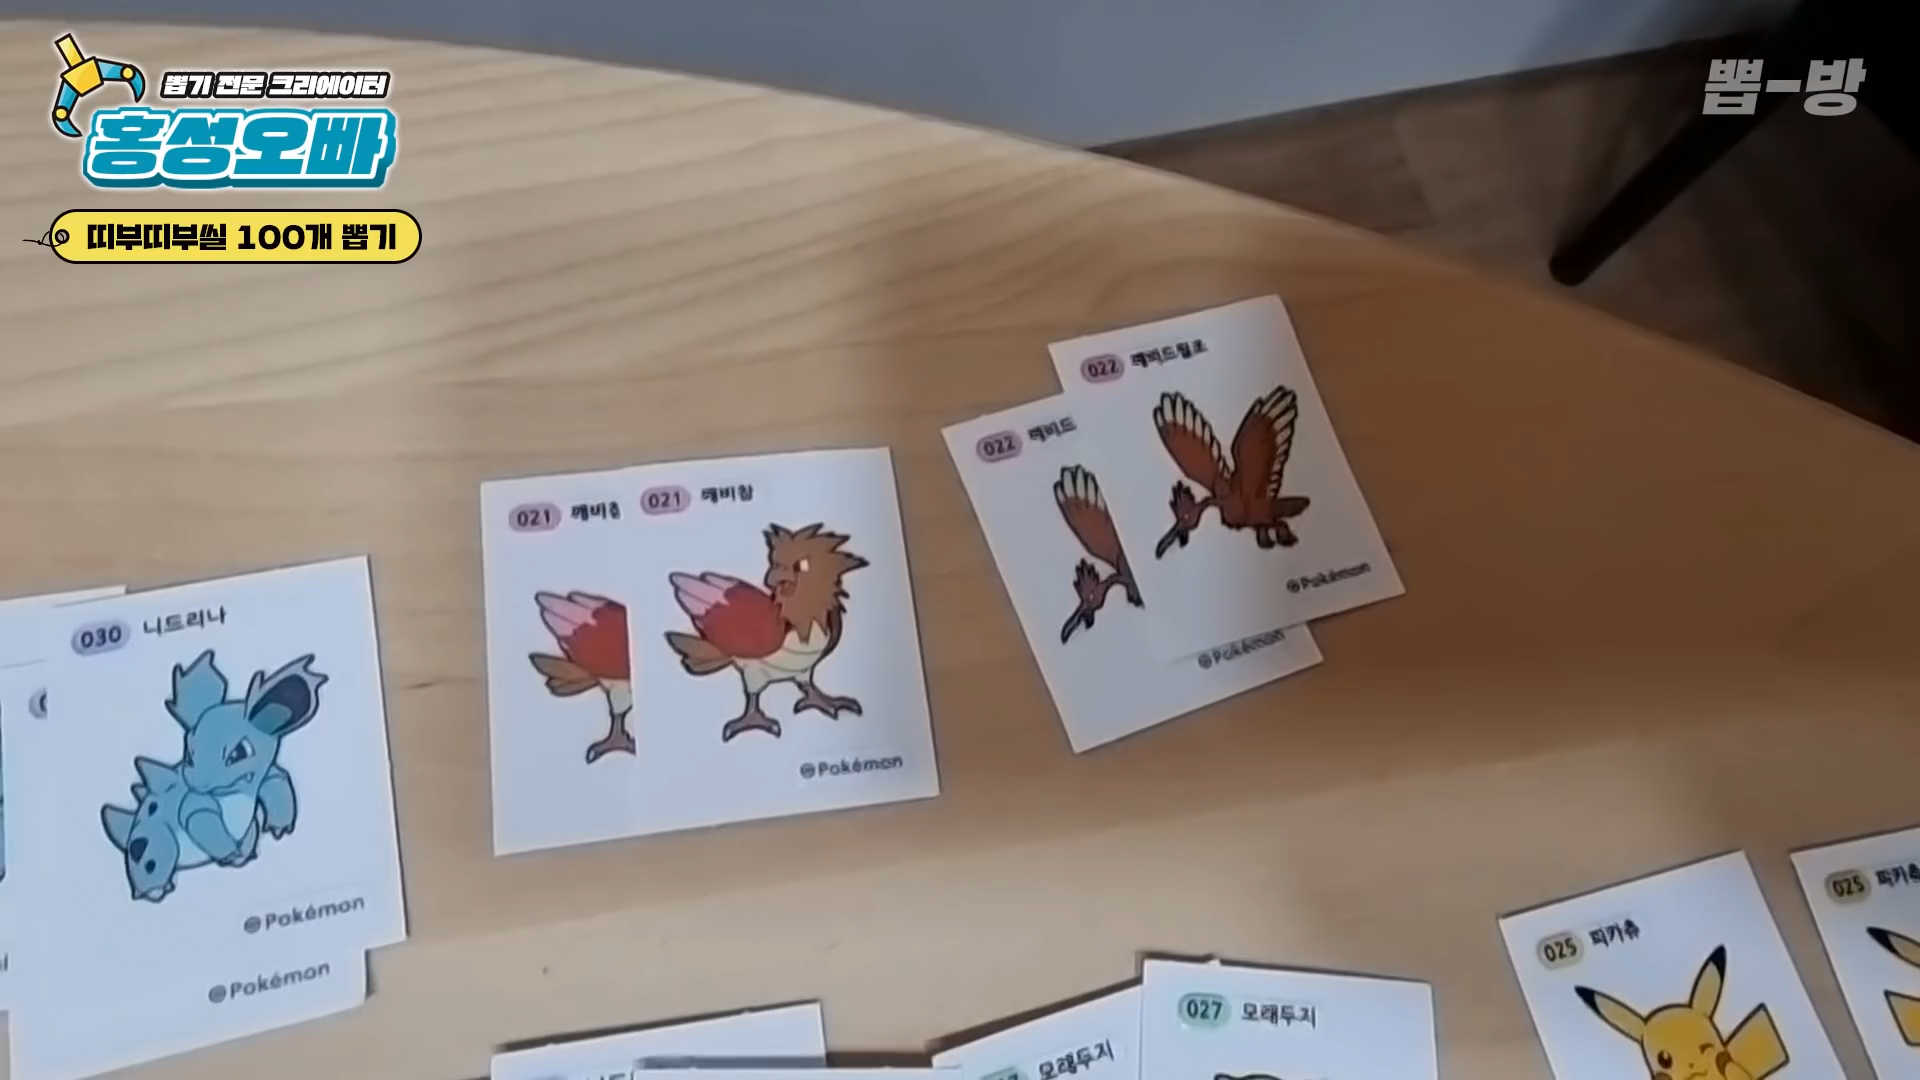 뽑기 전문 크리에이터
홍성오빠
띠부띠부씰 100개 뽑기
뽑-방
022 깨비드릴조
022 깨비드
021
021 깨비참
030 니드리나
©Pokémon
©Pokémon
©Pokémon
©Pokémon
©Pokémon
025 피카츄
025 피카츄
027 모래두지
모래두지